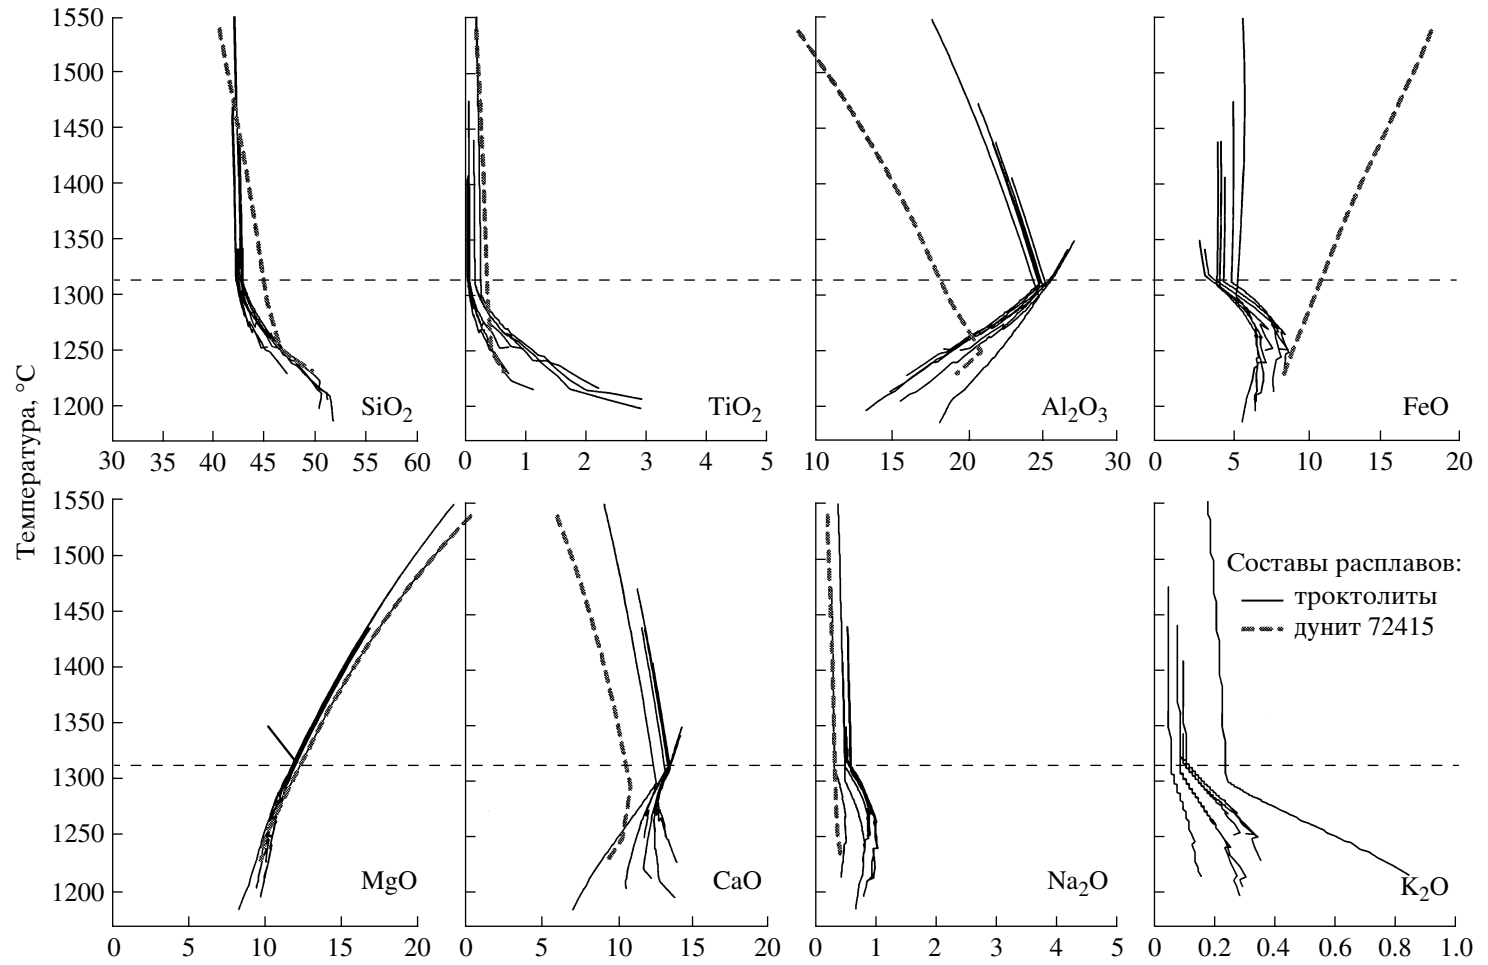 Температура, °C
1550
1500
1450
1400
1350
1300
1250
1200
SiO2
TiO2
Al2O3
FeO
30 35 40 45 50 55 60
0 1 2 3 4 5
10 15 20 25 30
0 5 10 15 20
1550
1500
1450
1400
1350
1300
1250
1200
Составы расплавов:
троктолиты
дунит 72415
MgO
CaO
Na2O
K2O
0 5 10 15 20
0 5 10 15 20
0 1 2 3 4 5
0 0.2 0.4 0.6 0.8 1.0